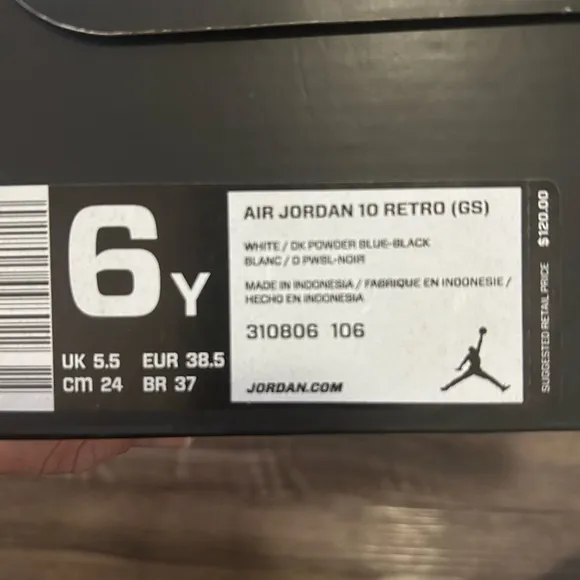 6Y
UK 5.5 EUR 38.5
cm 24 BR 37
AIR JORDAN 10 RETRO (GS)
WHITE / DK POWDER BLUE-BLACK
BLANC / D PWSL-NOIR
MADE IN INDONESIA / FABRIQUE EN INDONESIE /
HECHO EN INDONESIA
310806 106
JORDAN.COM
SUGGESTED RETAIL PRICE $120.00